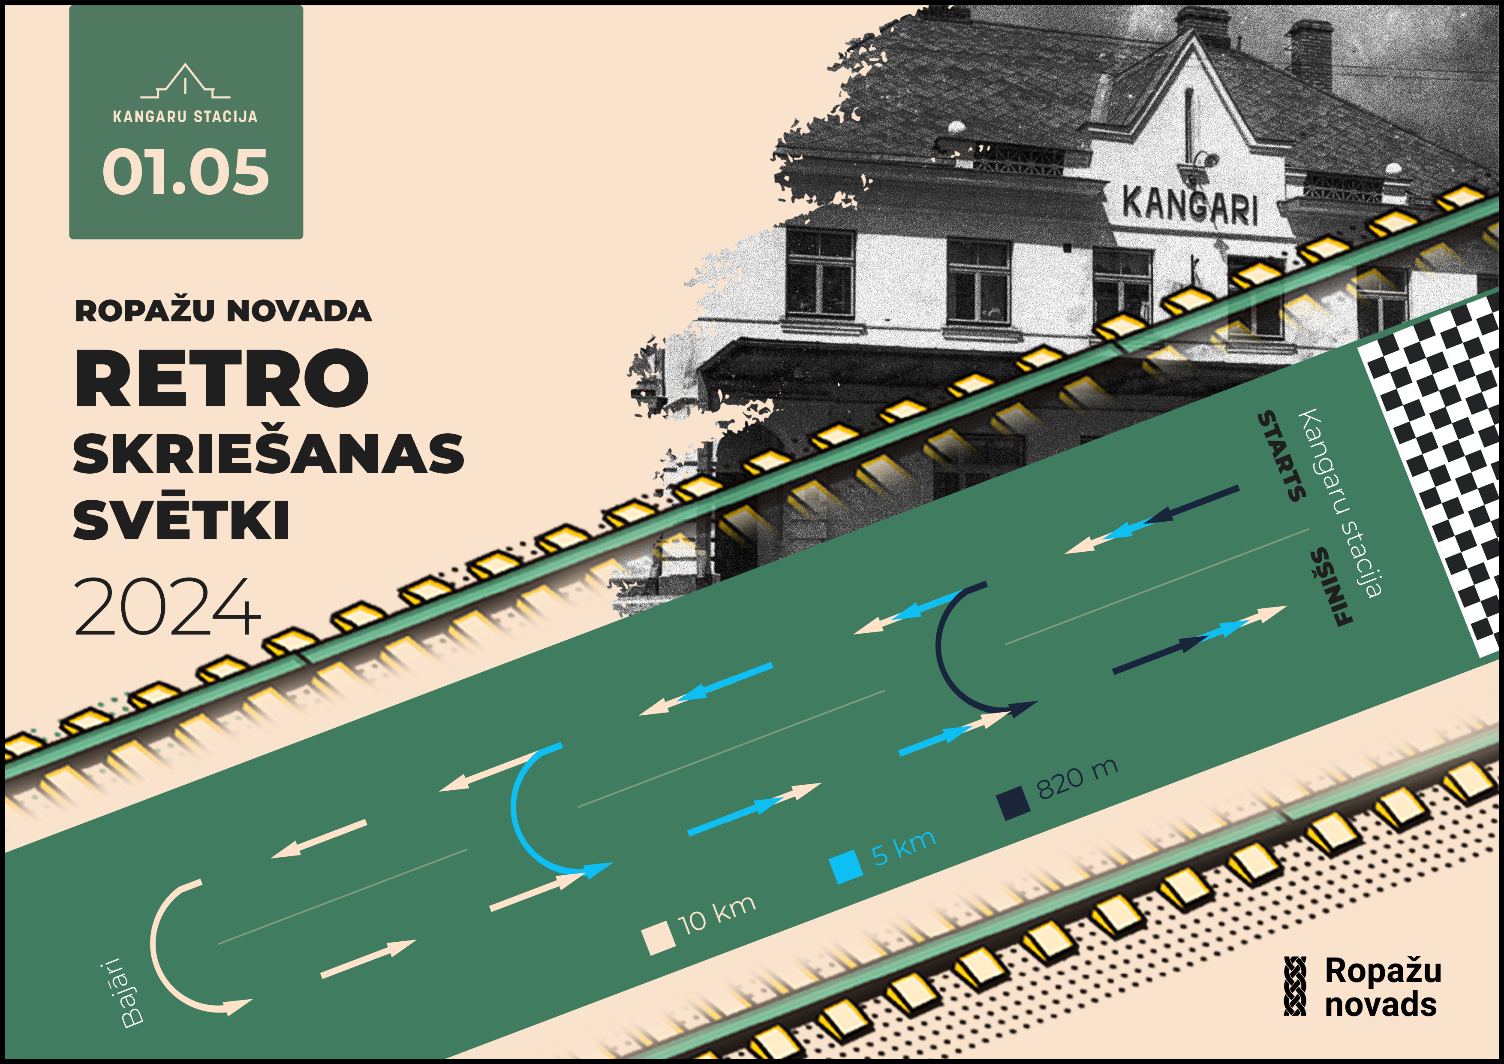 KANGARU STACIJA
01.05
ROPAŽU NOVADA
RETRO
SKRIEŠANAS
SVĒTKI
2024
KANGARI
STARTS
Kangaru stacija
FINIŠS
820 m
5 km
10 km
Bajāri
Ropažu
novads